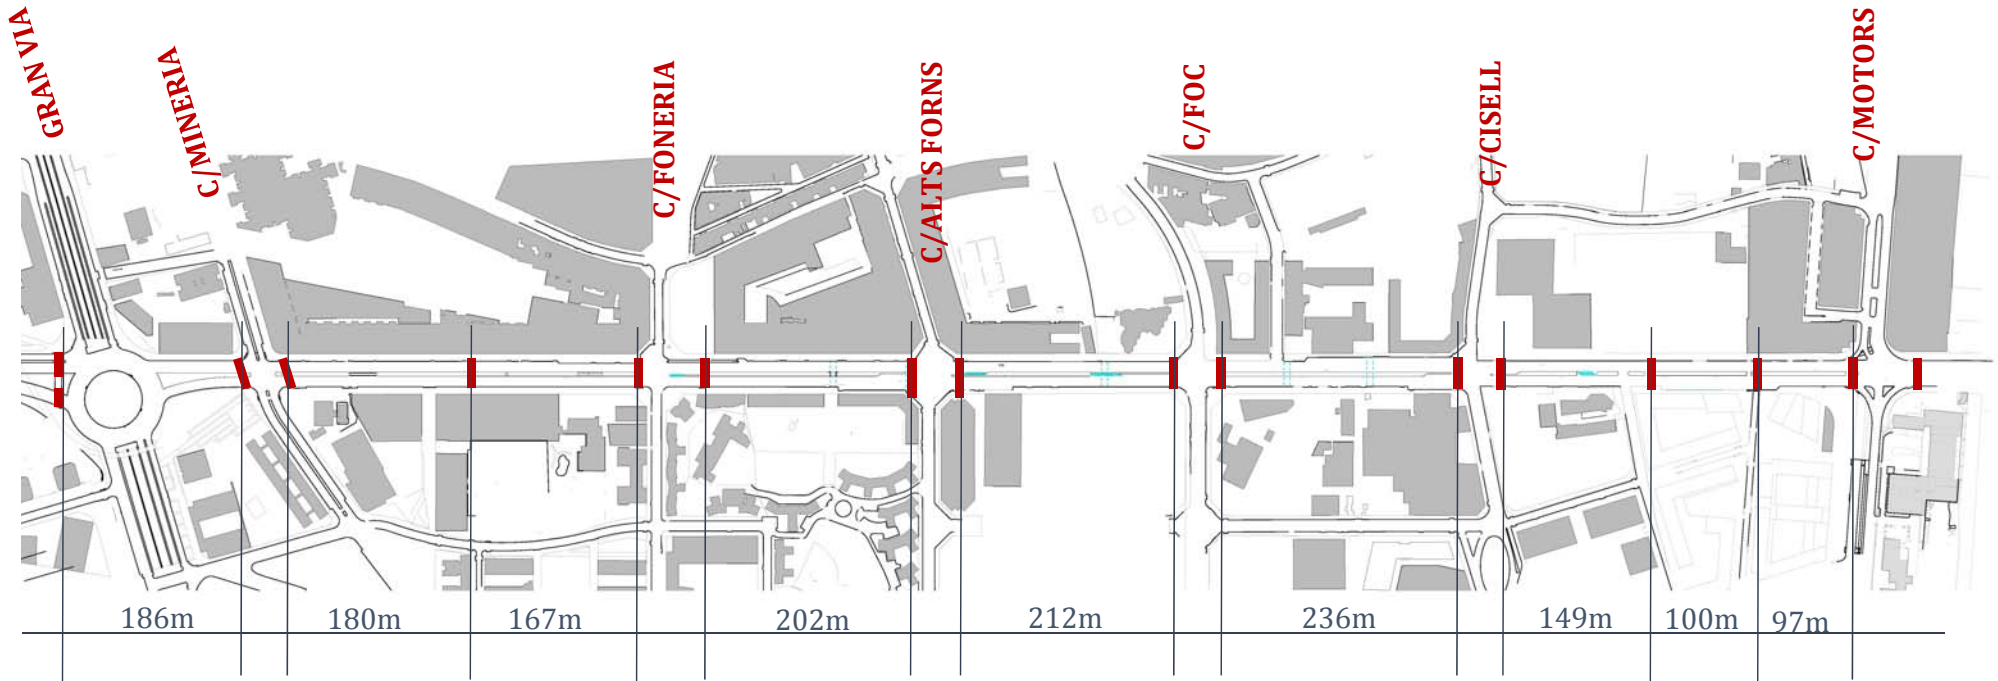 GRAN VIA
C/MINERIA
C/FONERIA
C/ALTS FORNS
C/FOC
C/CISELL
C/MOTORS
186m
180m
167m
202m
212m
236m
149m
100m
97m